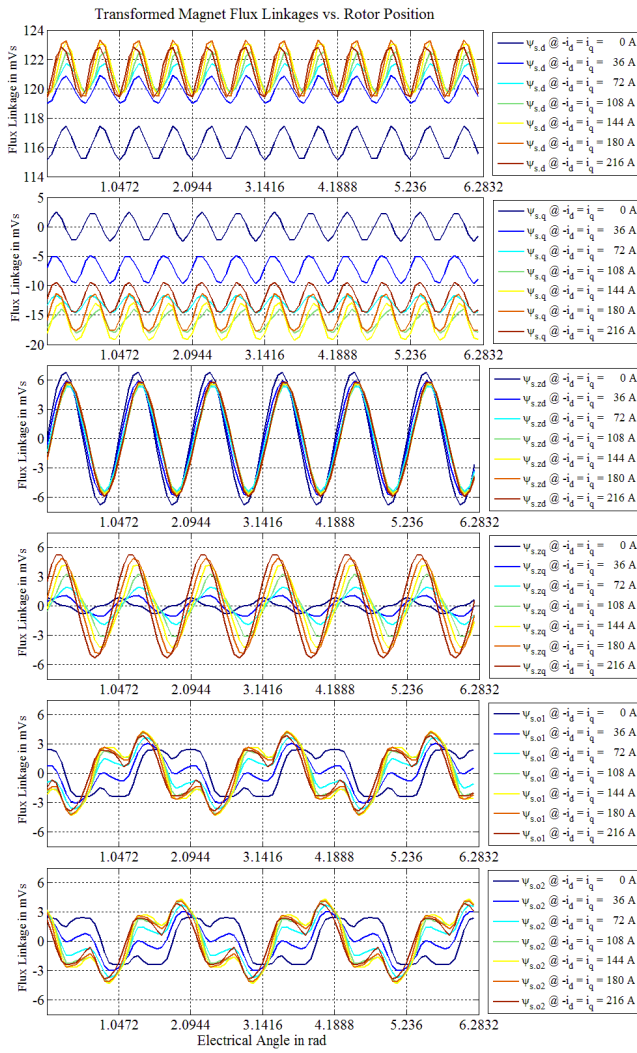 Transformed Magnet Flux Linkages vs. Rotor Position
Flux Linkage in mVs
124
122
120
118
116
114
1.0472 2.0944 3.1416 4.1888 5.236 6.2832
ψs.d @ -id = iq = 0 A
ψs.d @ -id = iq = 36 A
ψs.d @ -id = iq = 72 A
ψs.d @ -id = iq = 108 A
ψs.d @ -id = iq = 144 A
ψs.d @ -id = iq = 180 A
ψs.d @ -id = iq = 216 A
Flux Linkage in mVs
5
0
-5
-10
-15
-20
1.0472 2.0944 3.1416 4.1888 5.236 6.2832
ψs.q @ -id = iq = 0 A
ψs.q @ -id = iq = 36 A
ψs.q @ -id = iq = 72 A
ψs.q @ -id = iq = 108 A
ψs.q @ -id = iq = 144 A
ψs.q @ -id = iq = 180 A
ψs.q @ -id = iq = 216 A
Flux Linkage in mVs
6
3
0
-3
-6
1.0472 2.0944 3.1416 4.1888 5.236 6.2832
ψs.zd @ -id = iq = 0 A
ψs.zd @ -id = iq = 36 A
ψs.zd @ -id = iq = 72 A
ψs.zd @ -id = iq = 108 A
ψs.zd @ -id = iq = 144 A
ψs.zd @ -id = iq = 180 A
ψs.zd @ -id = iq = 216 A
Flux Linkage in mVs
6
3
0
-3
-6
1.0472 2.0944 3.1416 4.1888 5.236 6.2832
ψs.zq @ -id = iq = 0 A
ψs.zq @ -id = iq = 36 A
ψs.zq @ -id = iq = 72 A
ψs.zq @ -id = iq = 108 A
ψs.zq @ -id = iq = 144 A
ψs.zq @ -id = iq = 180 A
ψs.zq @ -id = iq = 216 A
Flux Linkage in mVs
6
3
0
-3
-6
1.0472 2.0944 3.1416 4.1888 5.236 6.2832
ψs.o1 @ -id = iq = 0 A
ψs.o1 @ -id = iq = 36 A
ψs.o1 @ -id = iq = 72 A
ψs.o1 @ -id = iq = 108 A
ψs.o1 @ -id = iq = 144 A
ψs.o1 @ -id = iq = 180 A
ψs.o1 @ -id = iq = 216 A
Flux Linkage in mVs
6
3
0
-3
-6
1.0472 2.0944 3.1416 4.1888 5.236 6.2832
Electrical Angle in rad
ψs.o2 @ -id = iq = 0 A
ψs.o2 @ -id = iq = 36 A
ψs.o2 @ -id = iq = 72 A
ψs.o2 @ -id = iq = 108 A
ψs.o2 @ -id = iq = 144 A
ψs.o2 @ -id = iq = 180 A
ψs.o2 @ -id = iq = 216 A